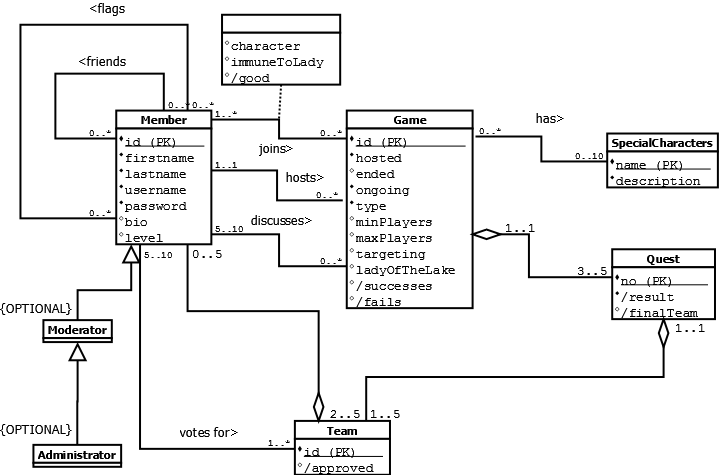 <flags
<friends
character
immuneToLady
/good
0..*
0..*
0..*
0..*
Member
id (PK)
firstname
lastname
username
password
bio
level
1..*
joins>
0..*
1..1
hosts>
0..*
5..10
discusses>
0..*
Game
id (PK)
hosted
ended
ongoing
type
minPlayers
maxPlayers
targeting
ladyOfTheLake
/successes
/fails
0..*
has>
0..10
SpecialCharacters
name (PK)
description
1..1
3..5
Quest
no (PK)
/result
/finalTeam
1..1
5..10
0..5
{OPTIONAL}
Moderator
{OPTIONAL}
Administrator
votes for>
1..*
2..5
1..5
Team
id (PK)
/approved